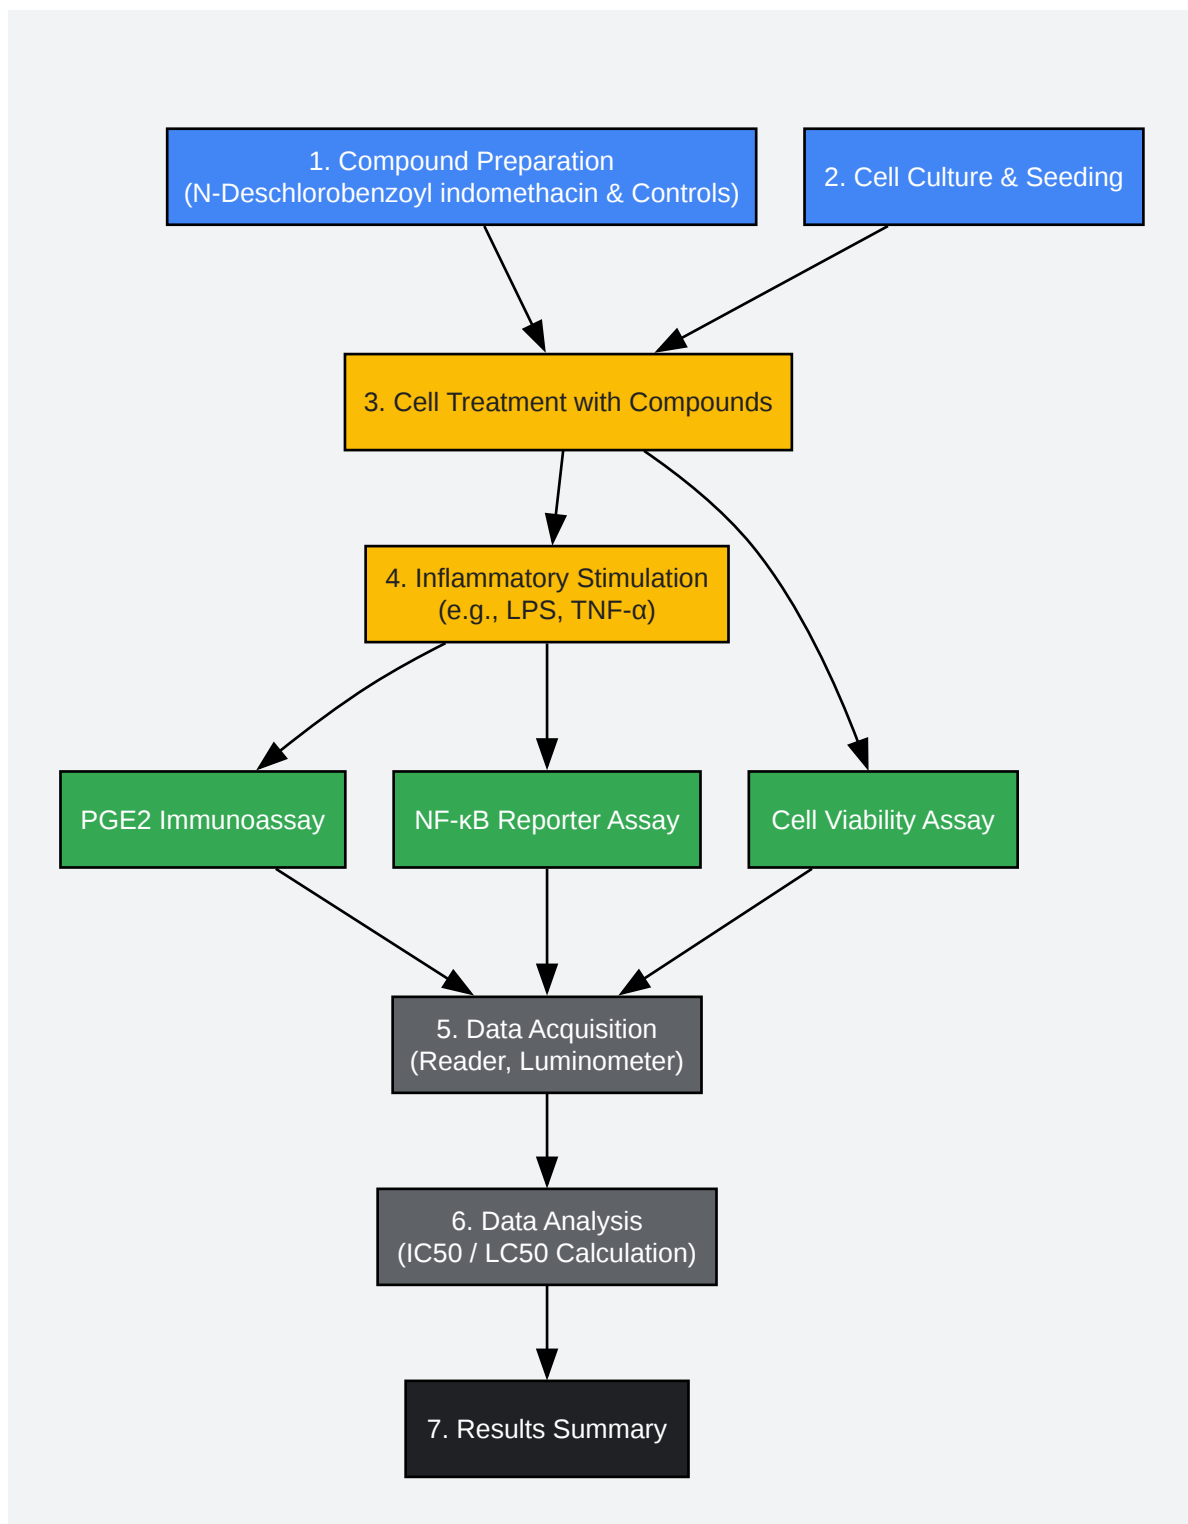 1. Compound Preparation
(N-Deschlorobenzoyl indomethacin & Controls)
2. Cell Culture & Seeding
3. Cell Treatment with Compounds
4. Inflammatory Stimulation
(e.g., LPS, TNF-α)
PGE2 Immunoassay
NF-κB Reporter Assay
Cell Viability Assay
5. Data Acquisition
(Reader, Luminometer)
6. Data Analysis
(IC50 / LC50 Calculation)
7. Results Summary